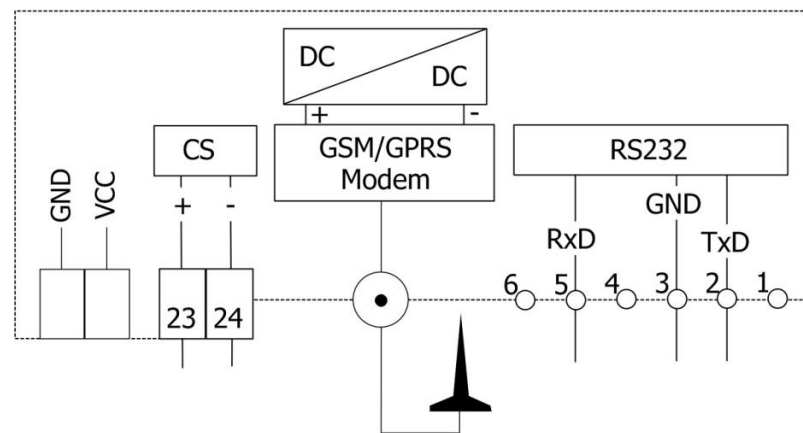 DC
DC
+ -
CS
GSM/GPRS
Modem
RS232
GND
VCC
+ -
RxD
GND
TxD
6 5 4 3 2 1
23 24